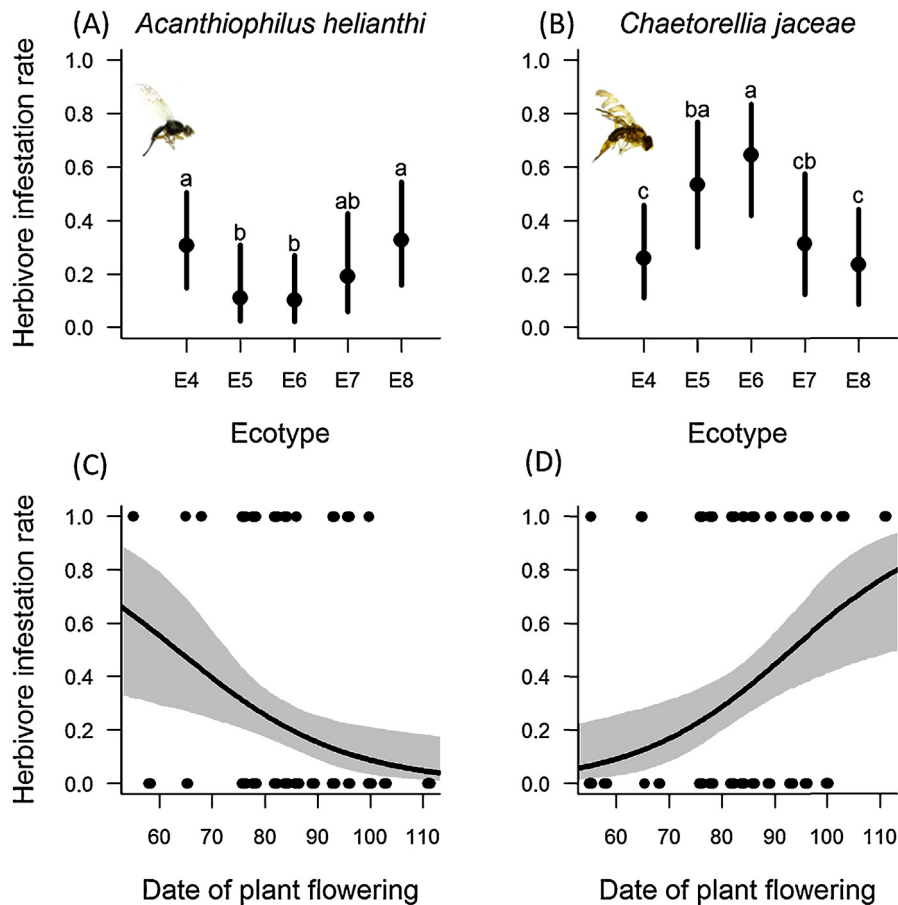 (A) Acanthiophilus helianthi
(B) Chaetorellia jaceae
Herbivore infestation rate
1.0
0.8
0.6
0.4
0.2
0.0
a
b
b
ab
a
E4 E5 E6 E7 E8
Ecotype
1.0
0.8
0.6
0.4
0.2
0.0
c
ba
a
cb
c
E4 E5 E6 E7 E8
Ecotype
(C)
Herbivore infestation rate
1.0
0.8
0.6
0.4
0.2
0.0
60 70 80 90 100 110
Date of plant flowering
(D)
1.0
0.8
0.6
0.4
0.2
0.0
60 70 80 90 100 110
Date of plant flowering